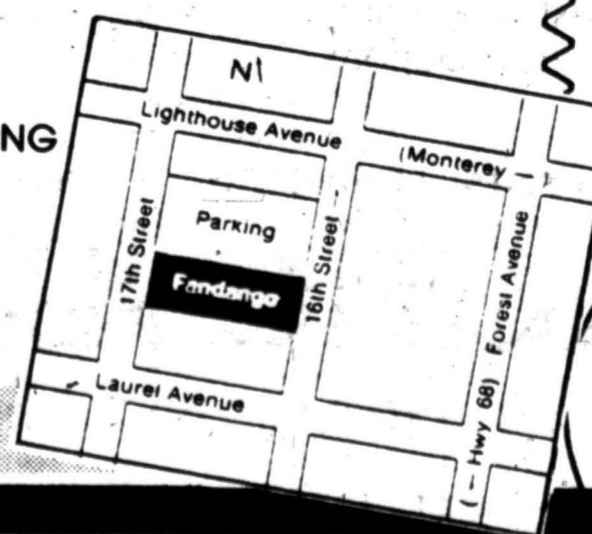 N
NG
Lighthouse Avenue
(Monterey →)
Parking
17th Street
Fandango
16th Street
Forest Avenue
Laurel Avenue
(← Hwy 68)